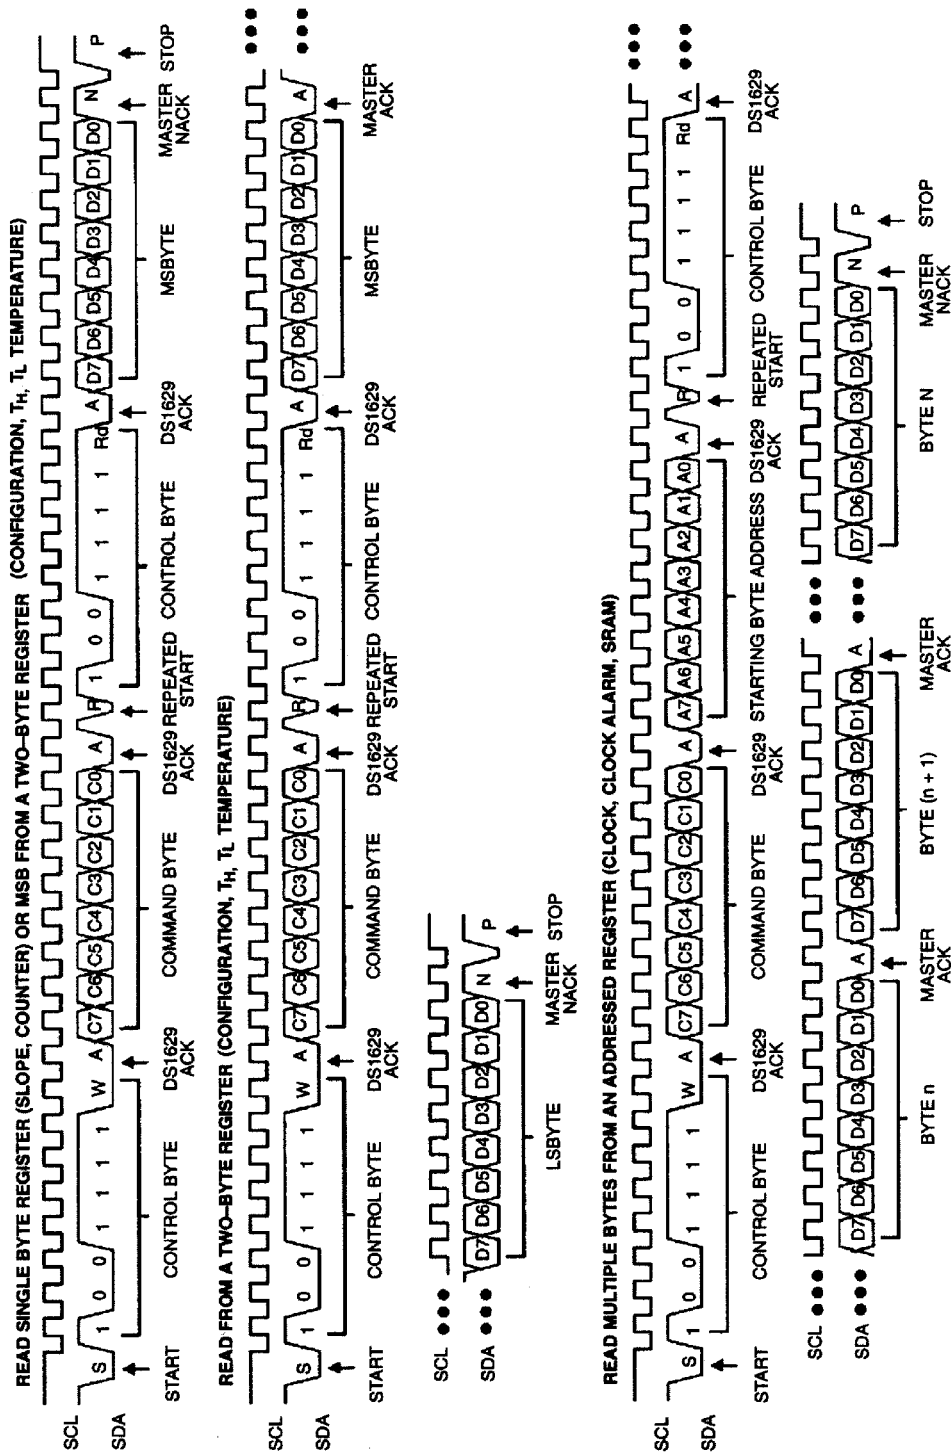 READ SINGLE BYTE REGISTER (SLOPE, COUNTER) OR MSB FROM A TWO–BYTE REGISTER (CONFIGURATION, TH, TL TEMPERATURE)
SCL
SDA
S 1 0 0 1 1 1 1 W A C7 C6 C5 C4 C3 C2 C1 C0 A R 1 0 0 1 1 1 1 Rd A D7 D6 D5 D4 D3 D2 D1 D0 N P
START CONTROL BYTE DS1629 ACK COMMAND BYTE DS1629 ACK REPEATED START CONTROL BYTE DS1629 ACK MSBYTE MASTER NACK STOP
READ FROM A TWO–BYTE REGISTER (CONFIGURATION, TH, TL TEMPERATURE)
S 1 0 0 1 1 1 1 W A C7 C6 C5 C4 C3 C2 C1 C0 A R 1 0 0 1 1 1 1 Rd A D7 D6 D5 D4 D3 D2 D1 D0 A
START CONTROL BYTE DS1629 ACK COMMAND BYTE DS1629 ACK REPEATED START CONTROL BYTE DS1629 ACK MSBYTE MASTER ACK
SCL
SDA
D7 D6 D5 D4 D3 D2 D1 D0 N P
LSBYTE MASTER NACK STOP
READ MULTIPLE BYTES FROM AN ADDRESSED REGISTER (CLOCK, CLOCK ALARM, SRAM)
SCL
SDA
S 1 0 0 1 1 1 1 W A C7 C6 C5 C4 C3 C2 C1 C0 A A7 A6 A5 A4 A3 A2 A1 A0 A R 1 0 0 1 1 1 1 Rd A
START CONTROL BYTE DS1629 ACK COMMAND BYTE DS1629 ACK STARTING BYTE ADDRESS DS1629 ACK REPEATED START CONTROL BYTE DS1629 ACK
SCL
SDA
D7 D6 D5 D4 D3 D2 D1 D0 A D7 D6 D5 D4 D3 D2 D1 D0 A D7 D6 D5 D4 D3 D2 D1 D0 N P
BYTE n MASTER ACK BYTE (n + 1) MASTER ACK BYTE N MASTER NACK STOP